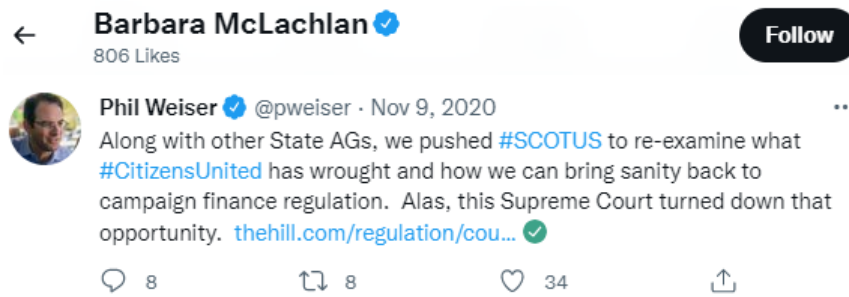 Barbara McLachlan
806 Likes
Follow
Phil Weiser @pweiser · Nov 9, 2020
Along with other State AGs, we pushed #SCOTUS to re-examine what
#CitizensUnited has wrought and how we can bring sanity back to
campaign finance regulation. Alas, this Supreme Court turned down that
opportunity. thehill.com/regulation/cou...
8 8 34